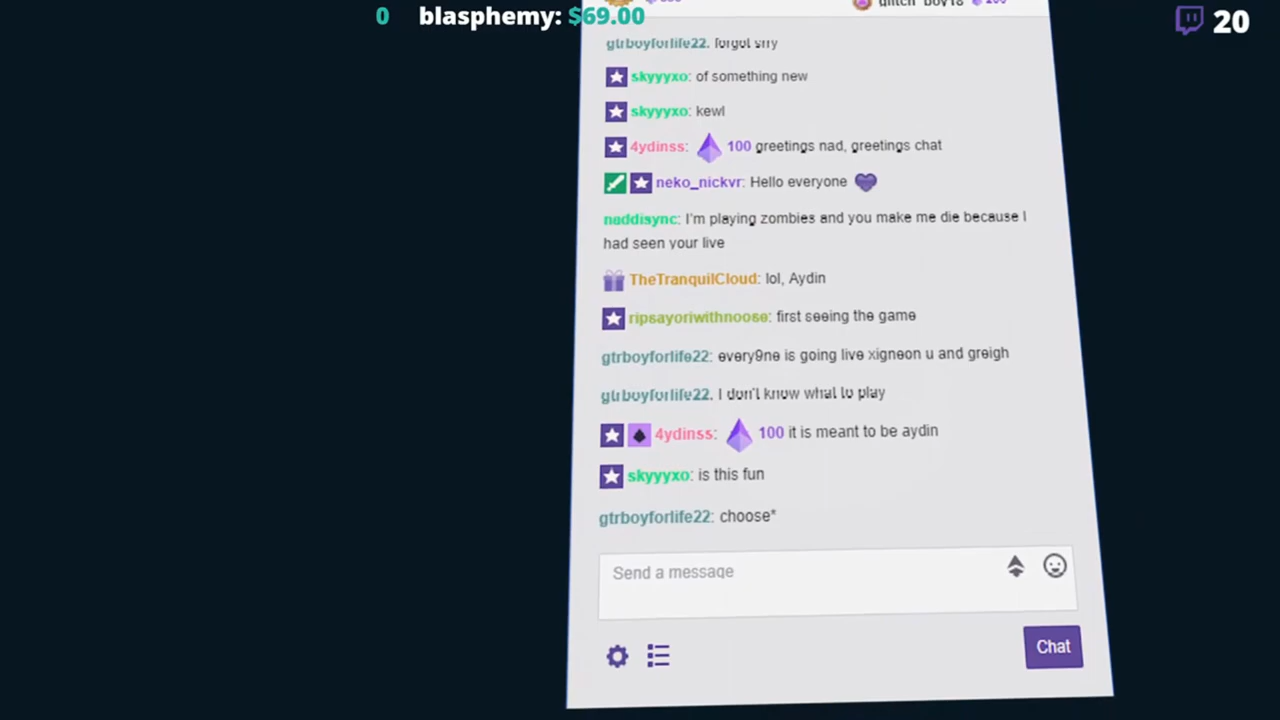 0 blasphemy: $69.00
20
glitch_boy18
gtrboyforlife22: forgot srry
skyyyxo: of something new
skyyyxo: kewl
4ydinss: 100 greetings nad, greetings chat
neko_nickvr: Hello everyone 💜
naddisync: I'm playing zombies and you make me die because I
had seen your live
TheTranquilCloud: lol, Aydin
ripsayoriwithnoose: first seeing the game
gtrboyforlife22: every9ne is going live xigneon u and greigh
gtrboyforlife22: I don't know what to play
4ydinss: 100 it is meant to be aydin
skyyyxo: is this fun
gtrboyforlife22: choose*
Send a message
Chat